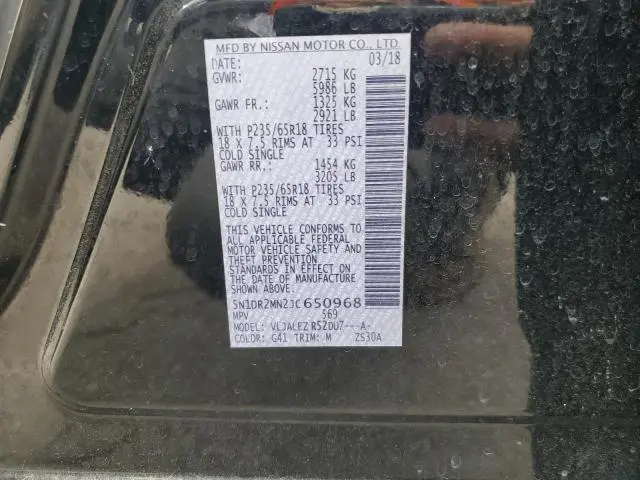 MFD BY NISSAN MOTOR CO., LTD
DATE: 03/18
GVWR: 2715 KG
5986 LB
GAWR FR.: 1325 KG
2921 LB
WITH P235/65R18 TIRES
18 X 7.5 RIMS AT 33 PSI
COLD SINGLE
GAWR RR.: 1454 KG
3205 LB
WITH P235/65R18 TIRES
18 X 7.5 RIMS AT 33 PSI
COLD SINGLE
THIS VEHICLE CONFORMS TO
ALL APPLICABLE FEDERAL
MOTOR VEHICLE SAFETY AND
THEFT PREVENTION
STANDARDS IN EFFECT ON
THE DATE OF MANUFACTURE
SHOWN ABOVE.
5N1DR2MN2JC650968
MPV 569
MODEL: VLJALEZ R52DU7---A-
COLOR: G41 TRIM: M ZS30A